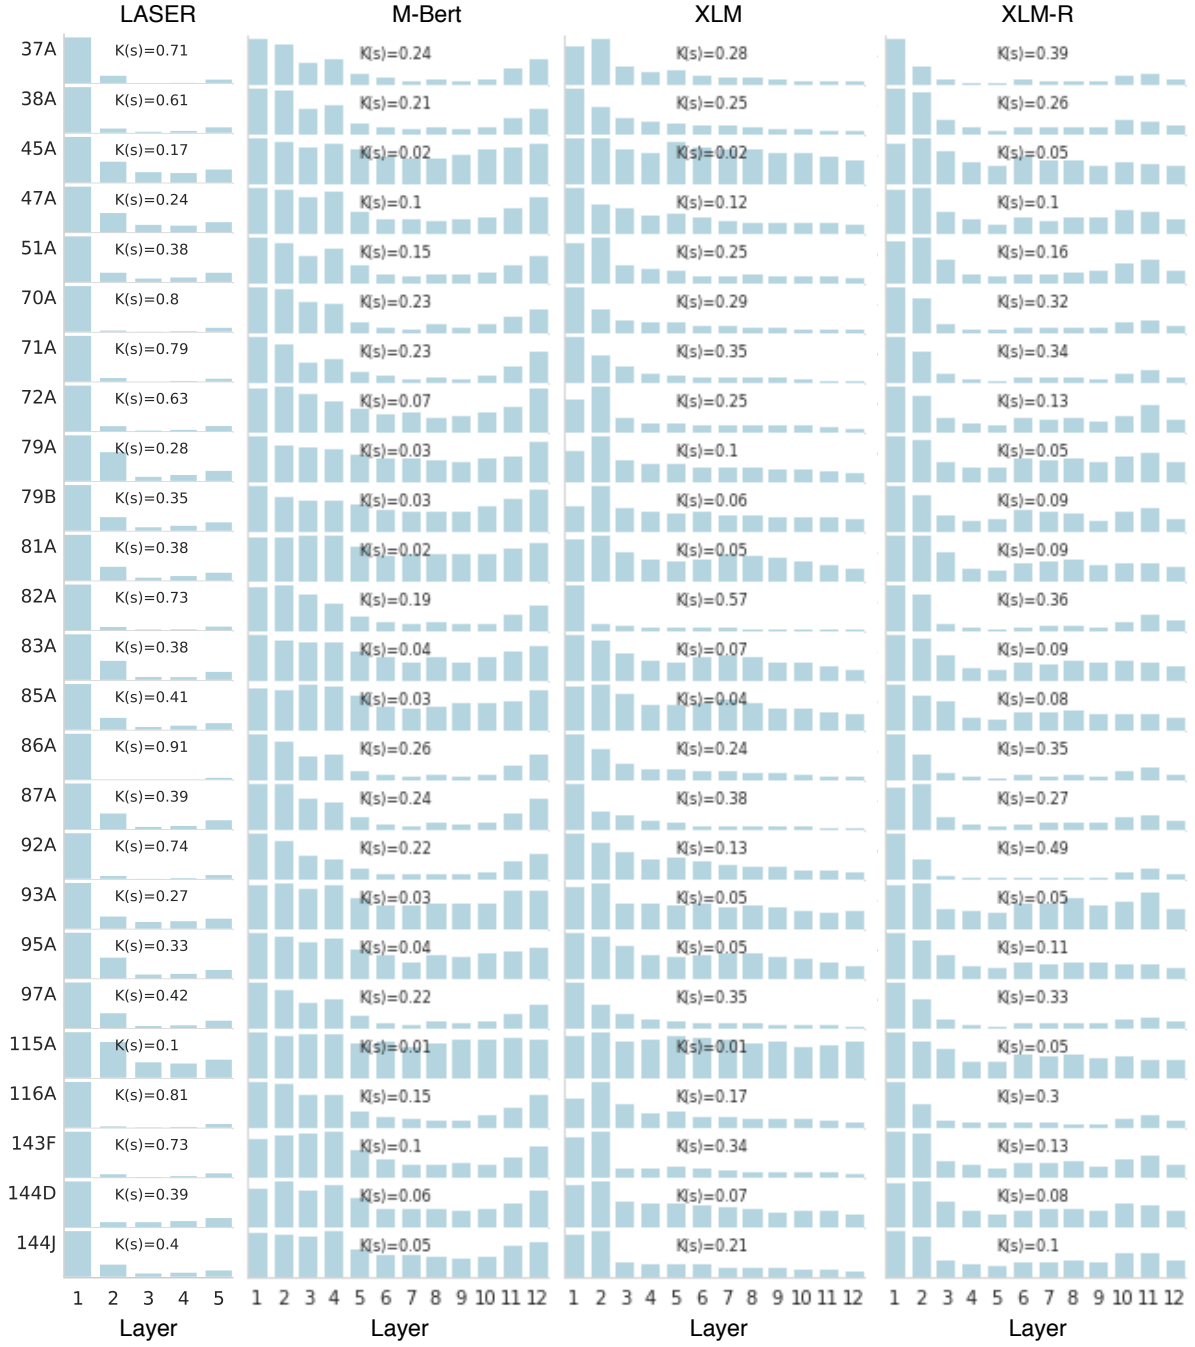 LASER M-Bert XLM XLM-R
37A K(s)=0.71 K(s)=0.24 K(s)=0.28 K(s)=0.39
38A K(s)=0.61 K(s)=0.21 K(s)=0.25 K(s)=0.26
45A K(s)=0.17 K(s)=0.02 K(s)=0.02 K(s)=0.05
47A K(s)=0.24 K(s)=0.1 K(s)=0.12 K(s)=0.1
51A K(s)=0.38 K(s)=0.15 K(s)=0.25 K(s)=0.16
70A K(s)=0.8 K(s)=0.23 K(s)=0.29 K(s)=0.32
71A K(s)=0.79 K(s)=0.23 K(s)=0.35 K(s)=0.34
72A K(s)=0.63 K(s)=0.07 K(s)=0.25 K(s)=0.13
79A K(s)=0.28 K(s)=0.03 K(s)=0.1 K(s)=0.05
79B K(s)=0.35 K(s)=0.03 K(s)=0.06 K(s)=0.09
81A K(s)=0.38 K(s)=0.02 K(s)=0.05 K(s)=0.09
82A K(s)=0.73 K(s)=0.19 K(s)=0.57 K(s)=0.36
83A K(s)=0.38 K(s)=0.04 K(s)=0.07 K(s)=0.09
85A K(s)=0.41 K(s)=0.03 K(s)=0.04 K(s)=0.08
86A K(s)=0.91 K(s)=0.26 K(s)=0.24 K(s)=0.35
87A K(s)=0.39 K(s)=0.24 K(s)=0.38 K(s)=0.27
92A K(s)=0.74 K(s)=0.22 K(s)=0.13 K(s)=0.49
93A K(s)=0.27 K(s)=0.03 K(s)=0.05 K(s)=0.05
95A K(s)=0.33 K(s)=0.04 K(s)=0.05 K(s)=0.11
97A K(s)=0.42 K(s)=0.22 K(s)=0.35 K(s)=0.33
115A K(s)=0.1 K(s)=0.01 K(s)=0.01 K(s)=0.05
116A K(s)=0.81 K(s)=0.15 K(s)=0.17 K(s)=0.3
143F K(s)=0.73 K(s)=0.1 K(s)=0.34 K(s)=0.13
144D K(s)=0.39 K(s)=0.06 K(s)=0.07 K(s)=0.08
144J K(s)=0.4 K(s)=0.05 K(s)=0.21 K(s)=0.1
1 2 3 4 5 1 2 3 4 5 6 7 8 9 10 11 12 1 2 3 4 5 6 7 8 9 10 11 12 1 2 3 4 5 6 7 8 9 10 11 12
Layer Layer Layer Layer